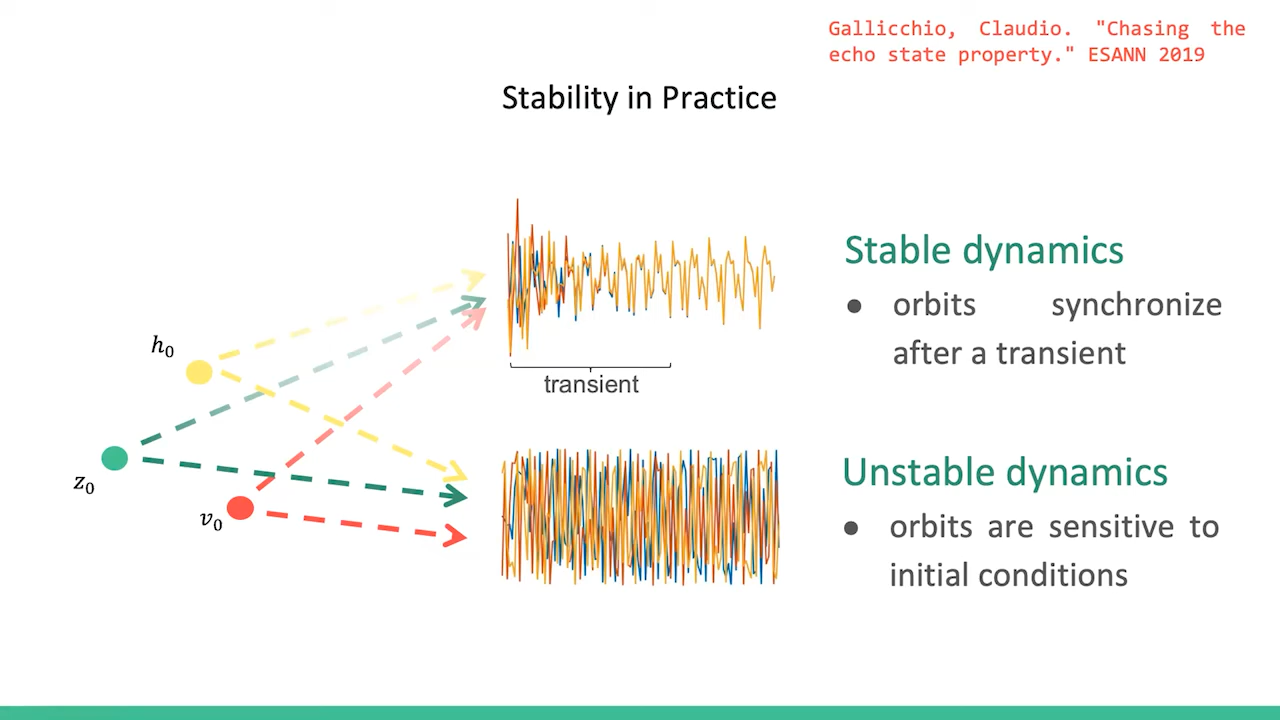 Gallicchio, Claudio. "Chasing the
echo state property." ESANN 2019
Stability in Practice
h₀
z₀
v₀
transient
Stable dynamics
● orbits synchronize
after a transient
Unstable dynamics
● orbits are sensitive to
initial conditions